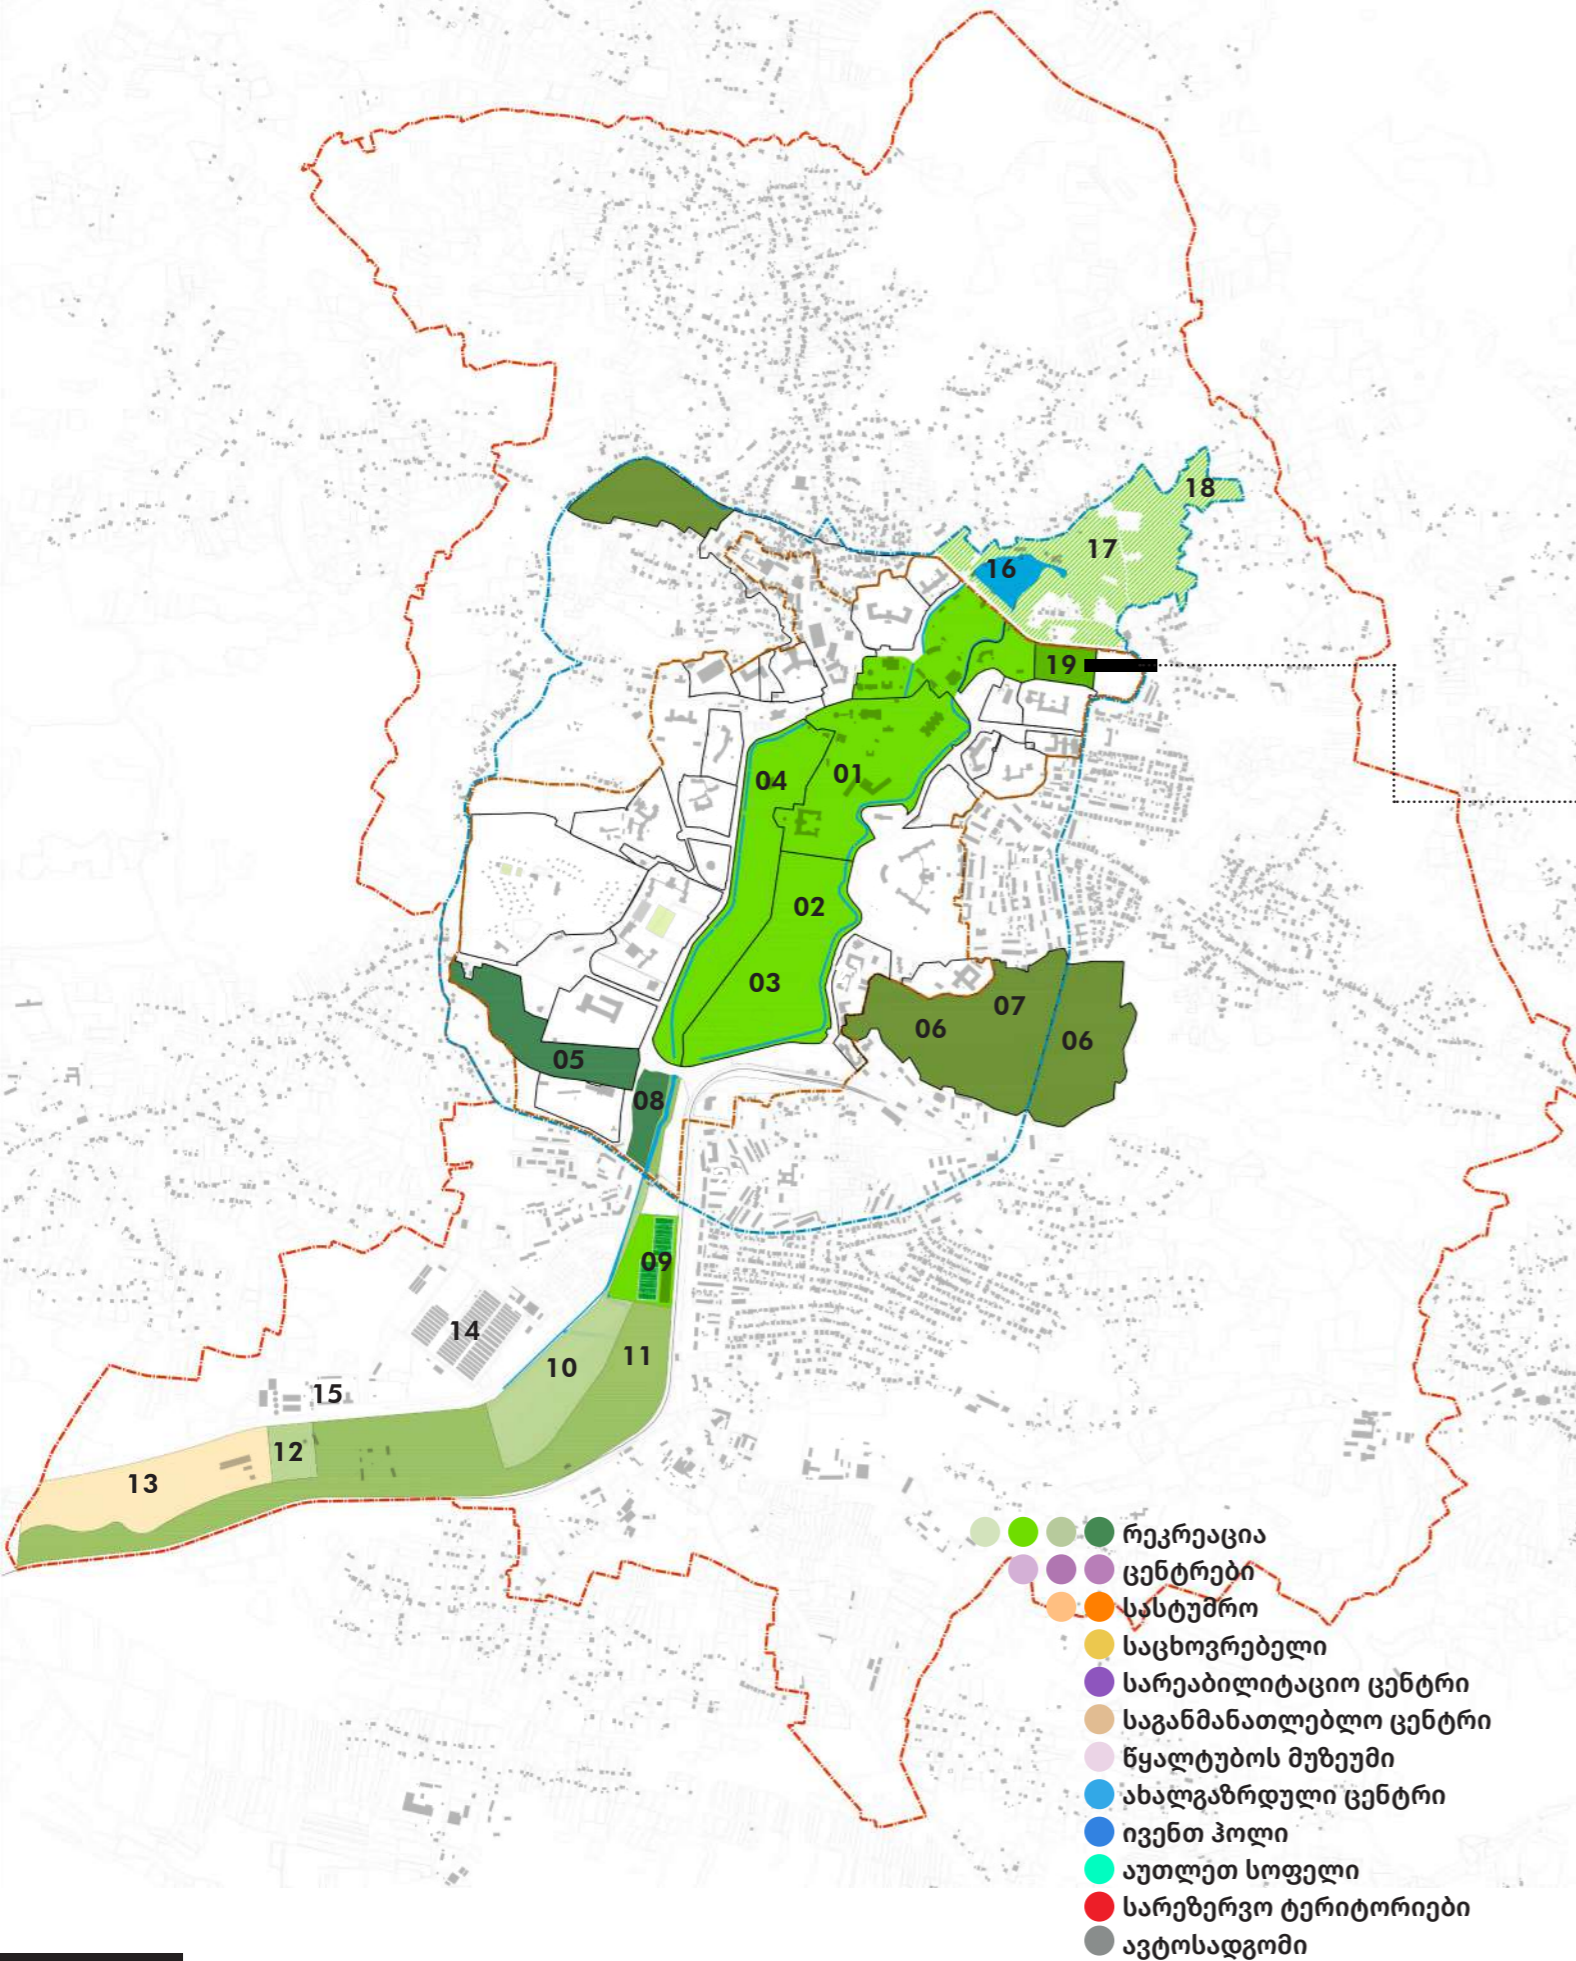 18
17
16
19
01
04
02
03
07
06
06
05
08
09
14
11
10
15
12
13
რეკრეაცია
ცენტრები
სასტუმრო
საცხოვრებელი
სარეაბილიტაციო ცენტრი
საგანმანათლებლო ცენტრი
წყალტუბოს მუზეუმი
ახალგაზრდული ცენტრი
ივენთ ჰოლი
აუთლეთ სოფელი
სარეზერვო ტერიტორიები
ავტოსადგომი